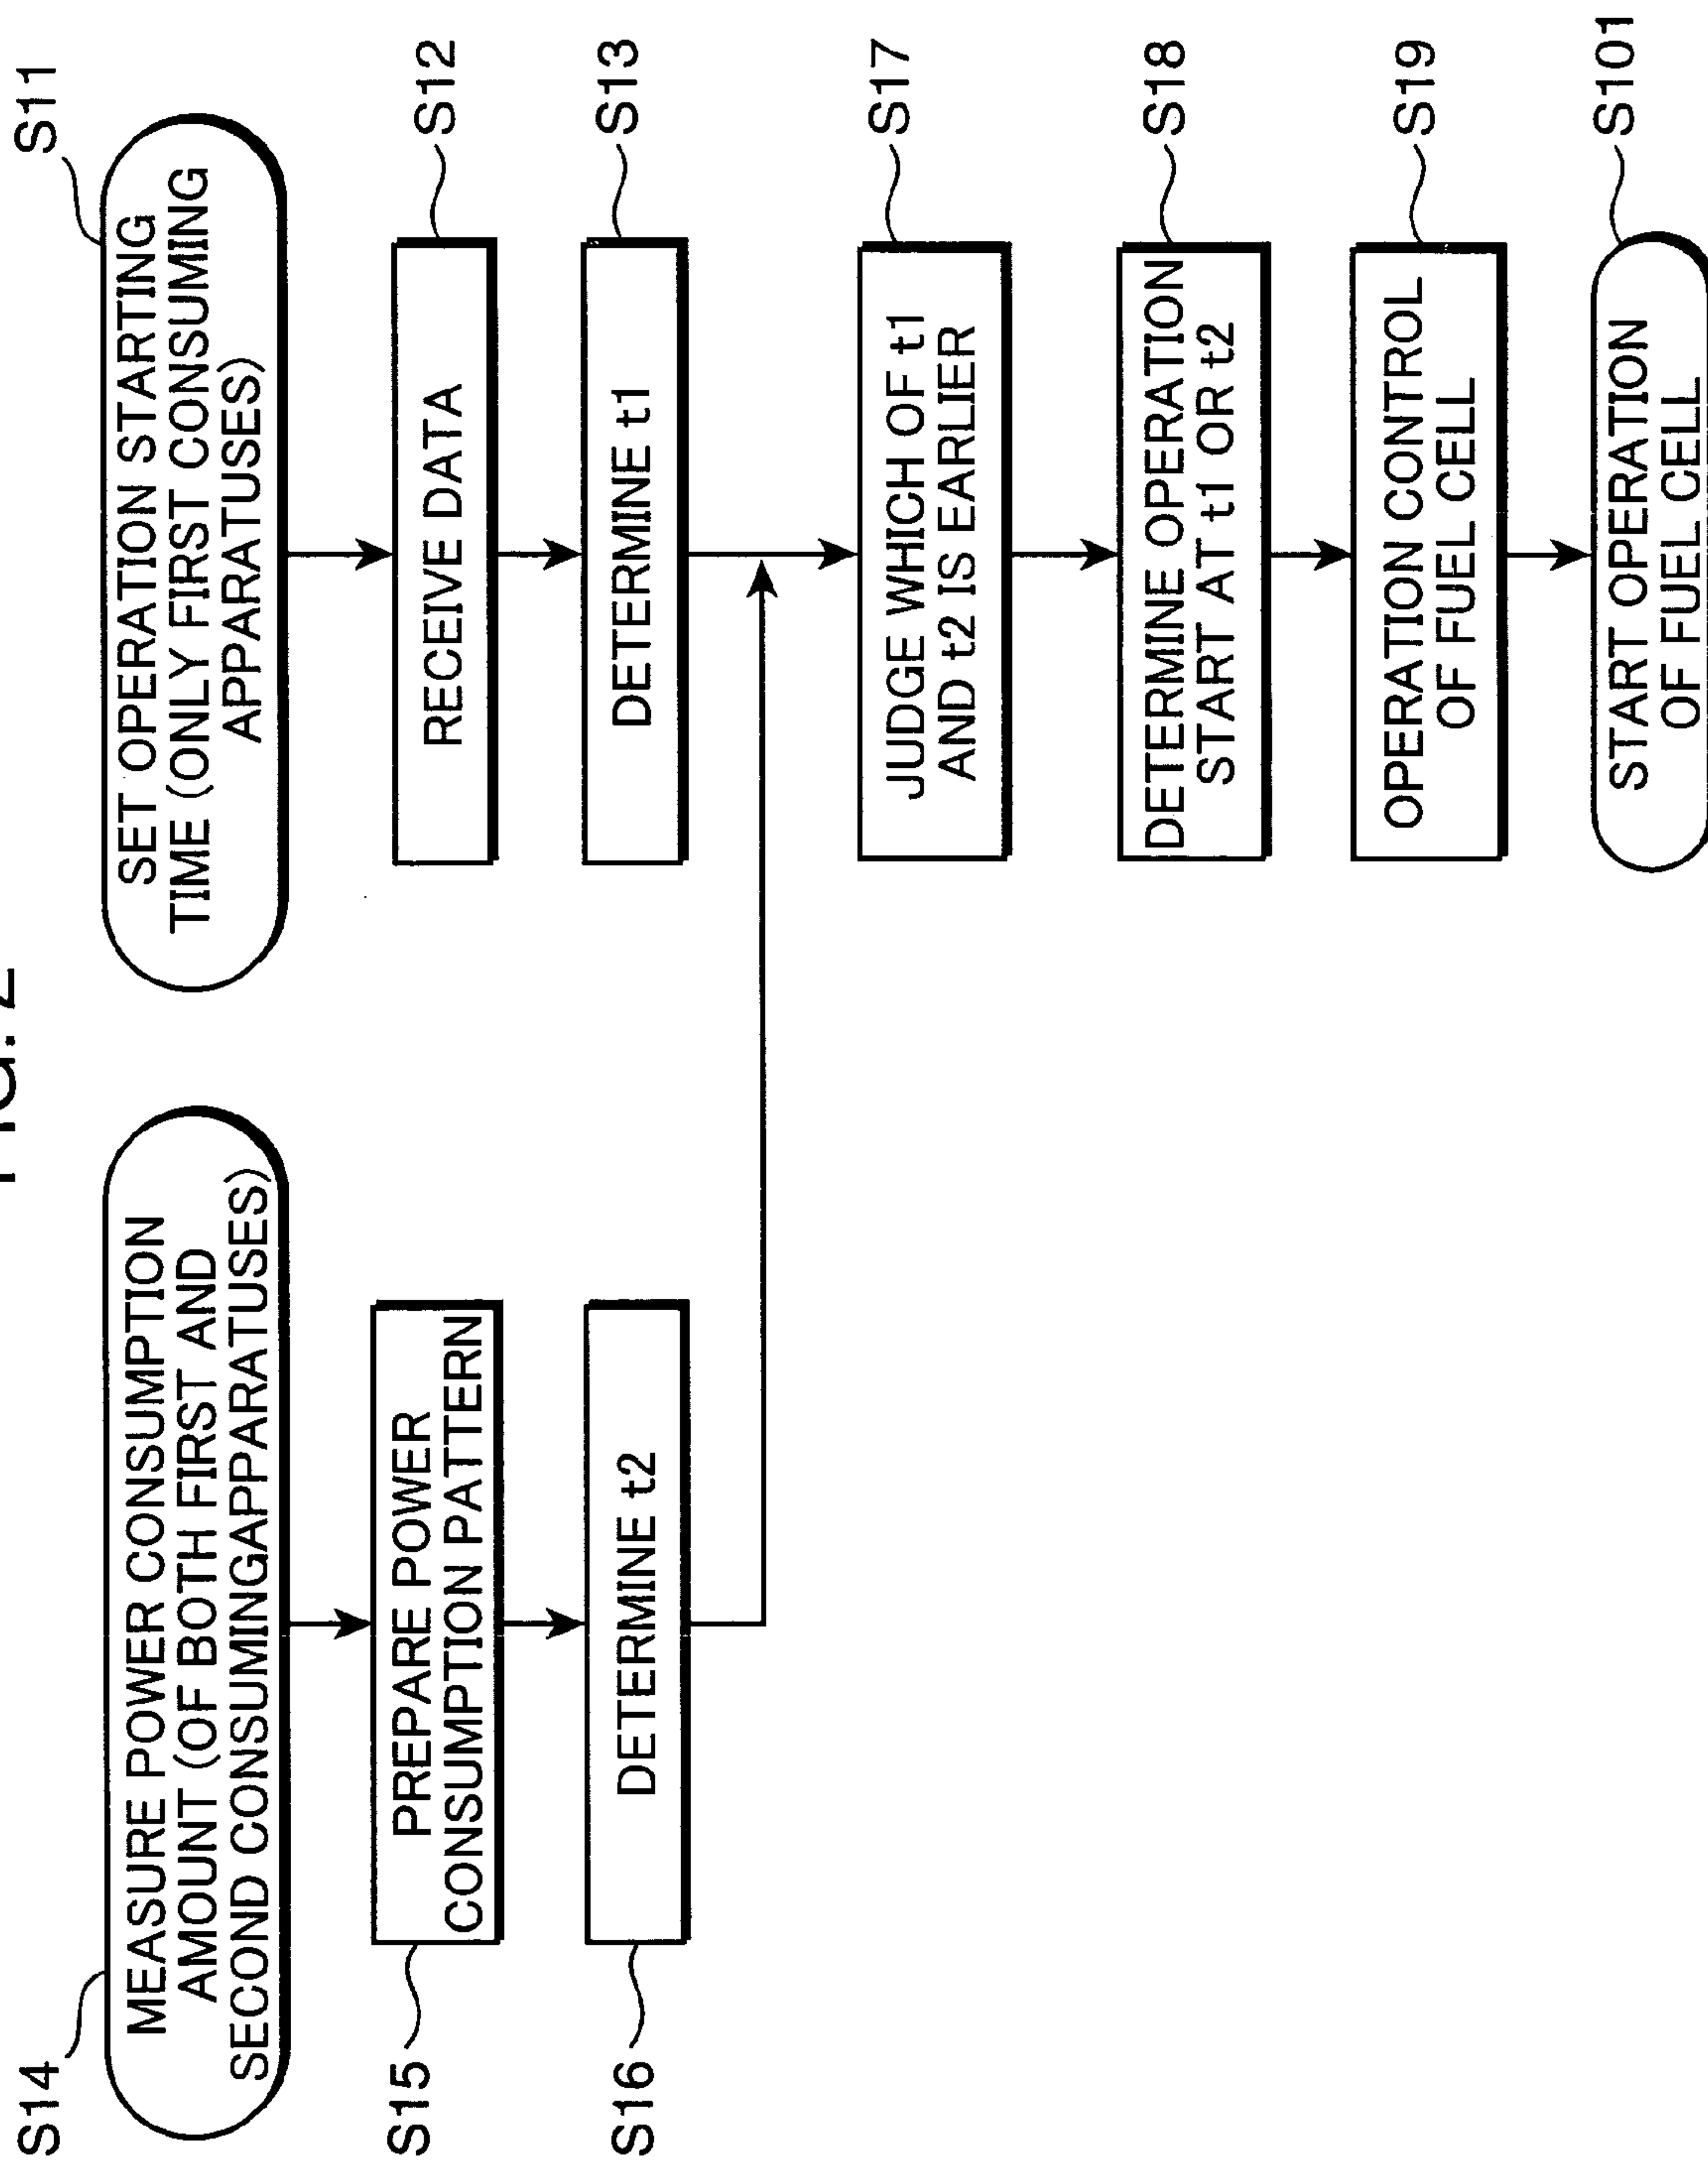 FIG. 2
S14
MEASURE POWER CONSUMPTION
AMOUNT (OF BOTH FIRST AND
SECOND CONSUMINGAPPARATUSES)
S15
PREPARE POWER
CONSUMPTION PATTERN
S16
DETERMINE t2
S11
SET OPERATION STARTING
TIME (ONLY FIRST CONSUMING
APPARATUSES)
S12
RECEIVE DATA
S13
DETERMINE t1
S17
JUDGE WHICH OF t1
AND t2 IS EARLIER
S18
DETERMINE OPERATION
START AT t1 OR t2
S19
OPERATION CONTROL
OF FUEL CELL
S101
START OPERATION
OF FUEL CELL